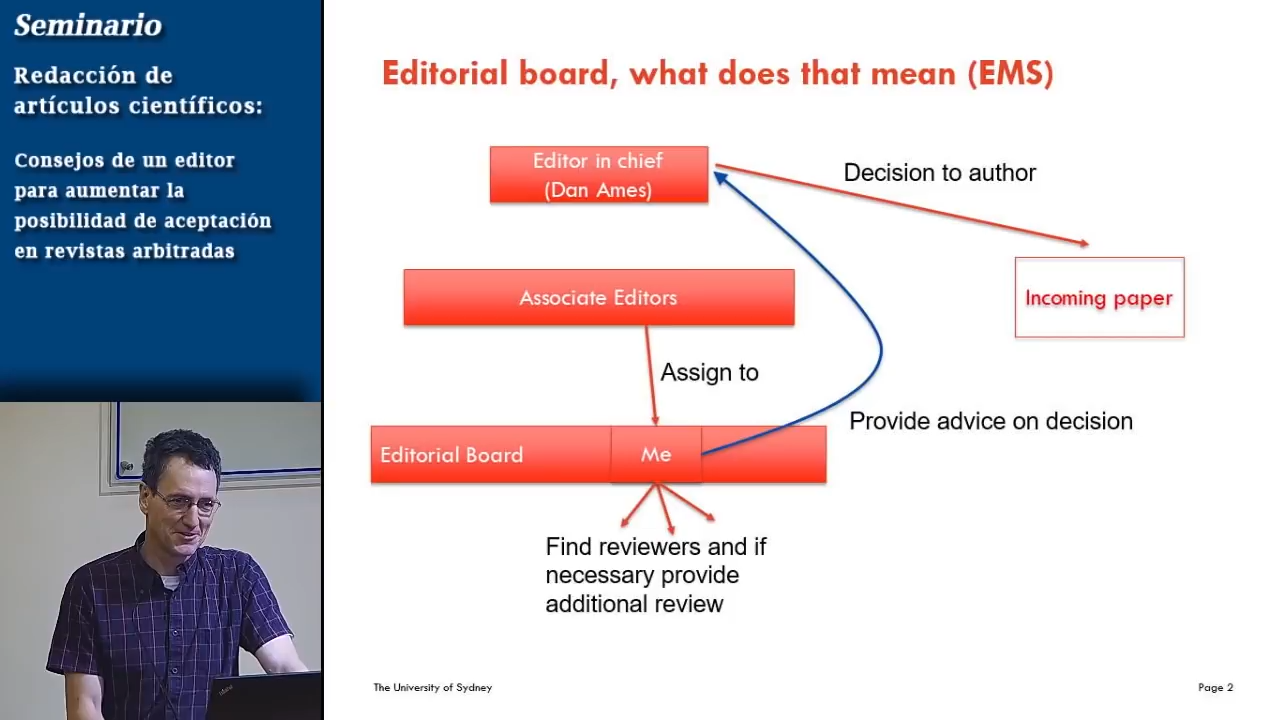 Seminario
Redacción de
artículos científicos:
Consejos de un editor
para aumentar la
posibilidad de aceptación
en revistas arbitradas
Editorial board, what does that mean (EMS)
Editor in chief
(Dan Ames)
Decision to author
Associate Editors
Incoming paper
Assign to
Provide advice on decision
Editorial Board
Me
Find reviewers and if
necessary provide
additional review
The University of Sydney
Page 2